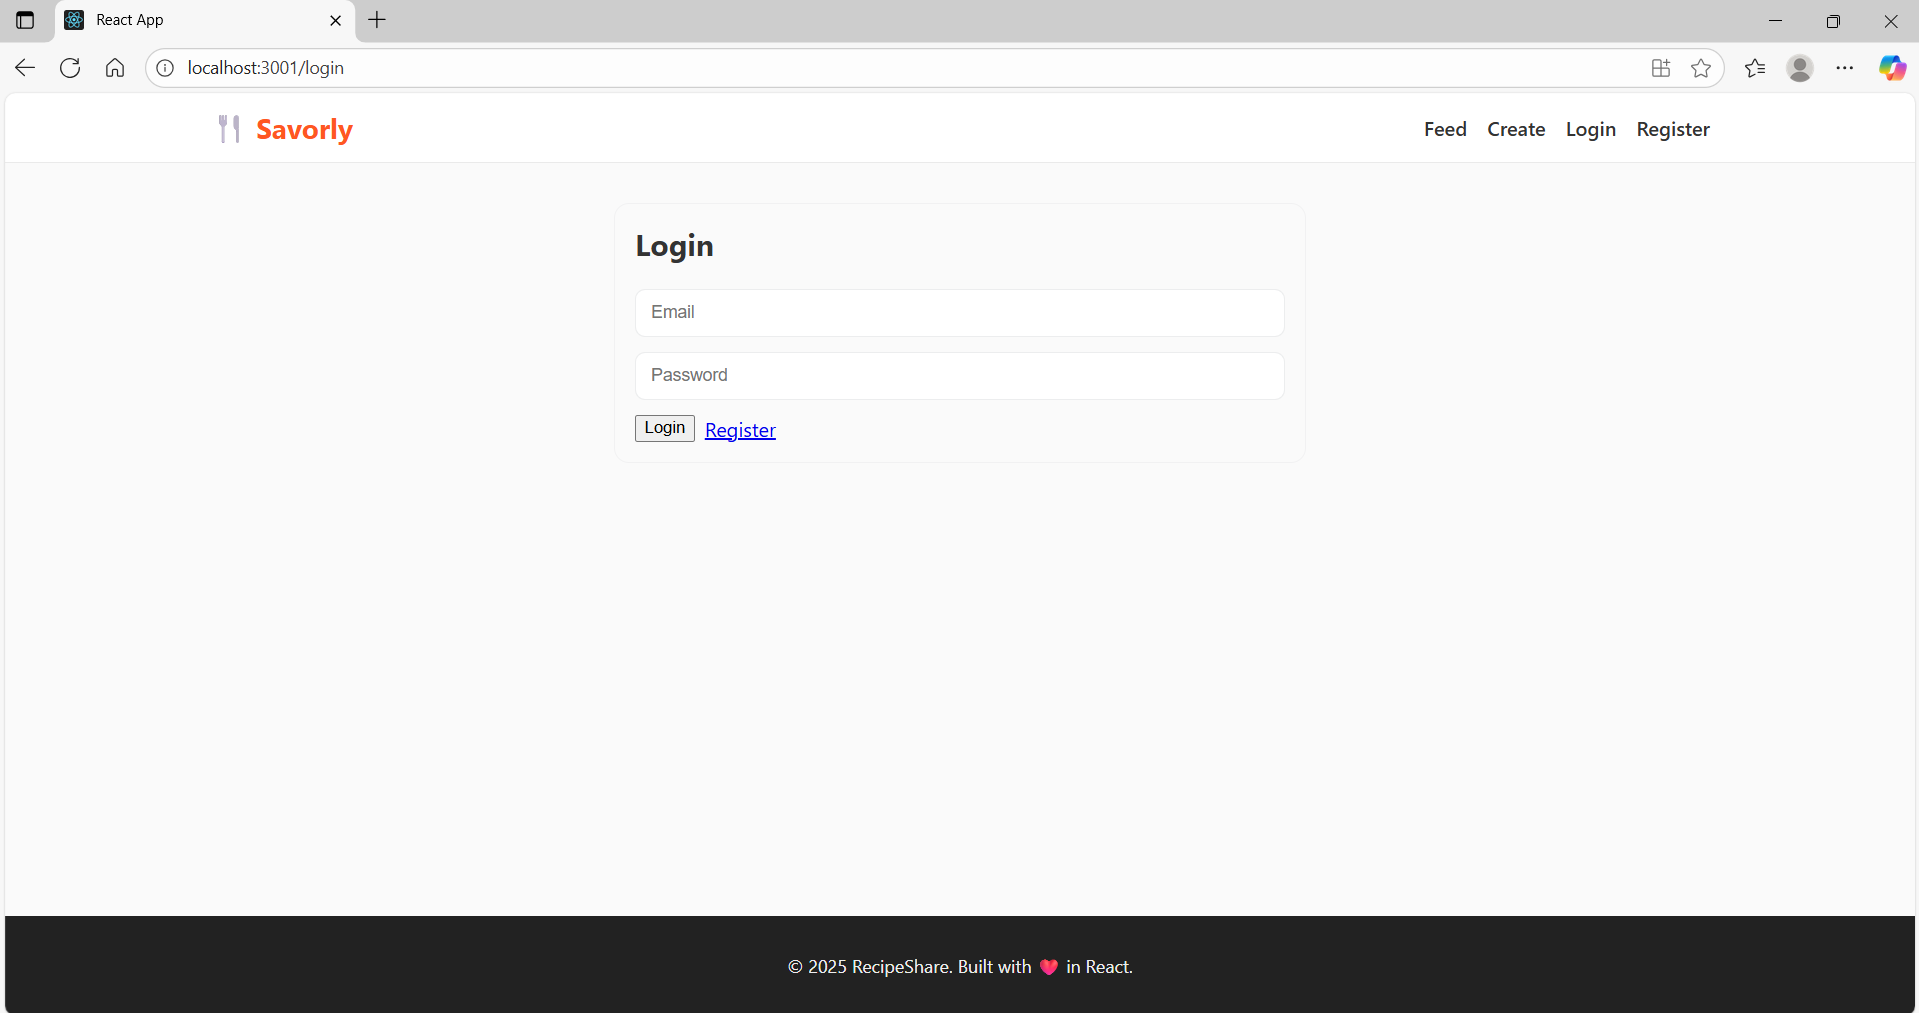 React App
localhost:3001/login
Savorly
Feed Create Login Register
Login
Email
Password
Login Register
© 2025 RecipeShare. Built with ❤️ in React.